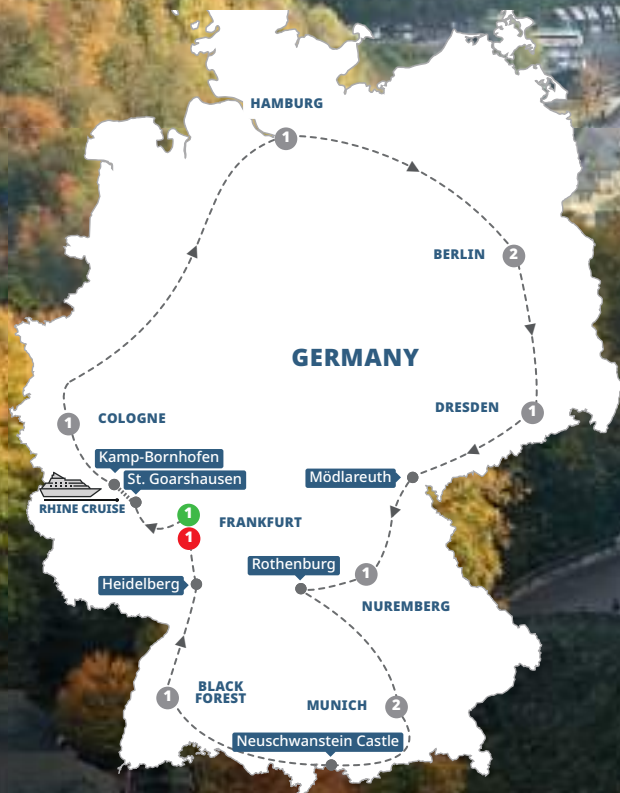 HAMBURG
1
BERLIN
2
GERMANY
DRESDEN
1
COLOGNE
1
Kamp-Bornhofen
St. Goarshausen
RHINE CRUISE
Mödlareuth
1
FRANKFURT
1
Rothenburg
1
NUREMBERG
Heidelberg
BLACK
FOREST
1
MUNICH
2
Neuschwanstein Castle